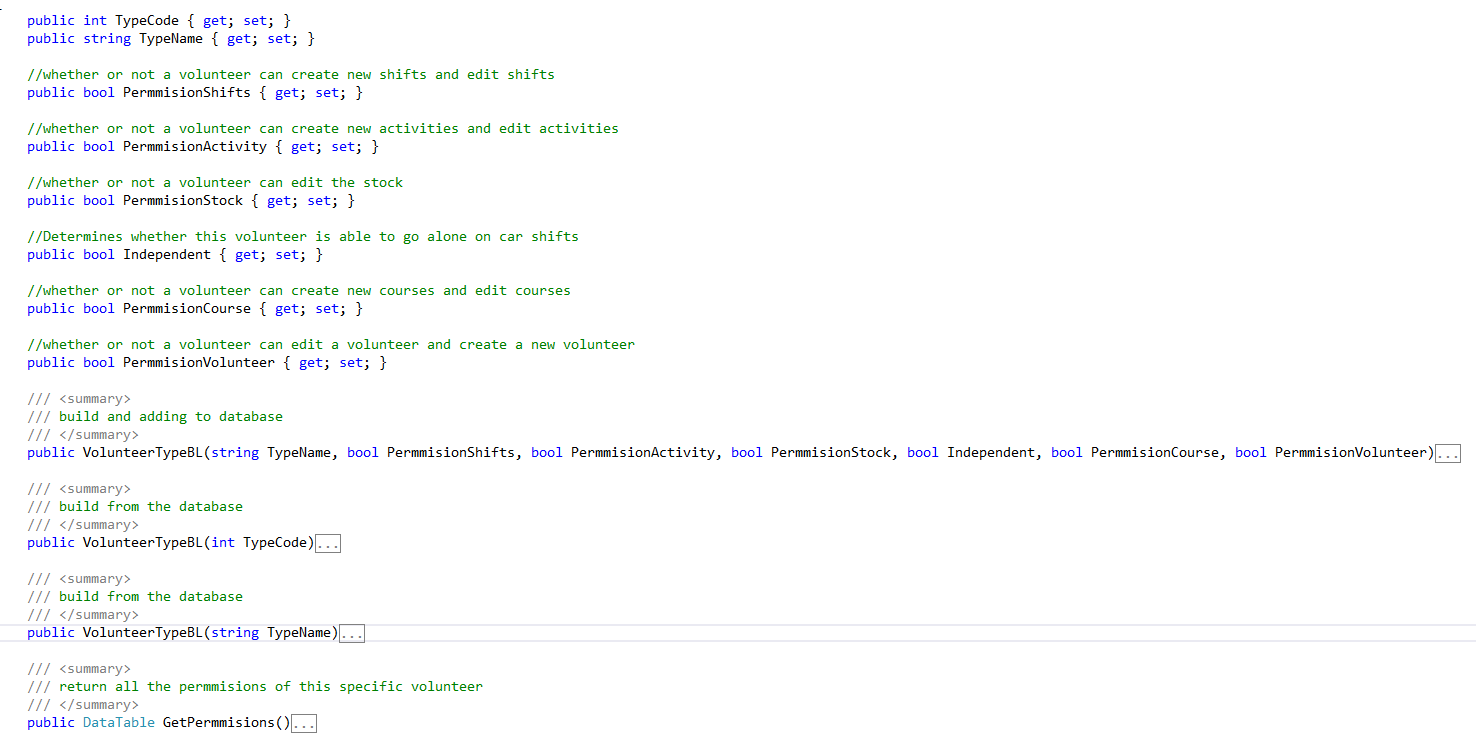 public int TypeCode { get; set; }
public string TypeName { get; set; }
//whether or not a volunteer can create new shifts and edit shifts
public bool PermmisionShifts { get; set; }
//whether or not a volunteer can create new activities and edit activities
public bool PermmisionActivity { get; set; }
//whether or not a volunteer can edit the stock
public bool PermmisionStock { get; set; }
//Determines whether this volunteer is able to go alone on car shifts
public bool Independent { get; set; }
//whether or not a volunteer can create new courses and edit courses
public bool PermmisionCourse { get; set; }
//whether or not a volunteer can edit a volunteer and create a new volunteer
public bool PermmisionVolunteer { get; set; }
/// <summary>
/// build and adding to database
/// </summary>
public VolunteerTypeBL(string TypeName, bool PermmisionShifts, bool PermmisionActivity, bool PermmisionStock, bool Independent, bool PermmisionCourse, bool PermmisionVolunteer)...
/// <summary>
/// build from the database
/// </summary>
public VolunteerTypeBL(int TypeCode)...
/// <summary>
/// build from the database
/// </summary>
public VolunteerTypeBL(string TypeName)...
/// <summary>
/// return all the permmisions of this specific volunteer
/// </summary>
public DataTable GetPermmisions()...